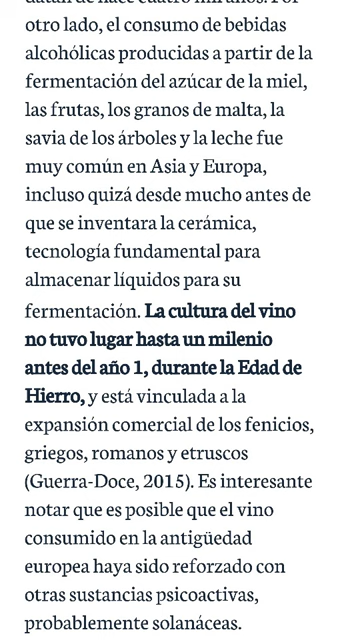 otro lado, el consumo de bebidas
alcohólicas producidas a partir de la
fermentación del azúcar de la miel,
las frutas, los granos de malta, la
savia de los árboles y la leche fue
muy común en Asia y Europa,
incluso quizá desde mucho antes de
que se inventara la cerámica,
tecnología fundamental para
almacenar líquidos para su
fermentación. La cultura del vino
no tuvo lugar hasta un milenio
antes del año 1, durante la Edad de
Hierro, y está vinculada a la
expansión comercial de los fenicios,
griegos, romanos y etruscos
(Guerra-Doce, 2015). Es interesante
notar que es posible que el vino
consumido en la antigüedad
europea haya sido reforzado con
otras sustancias psicoactivas,
probablemente solanáceas.